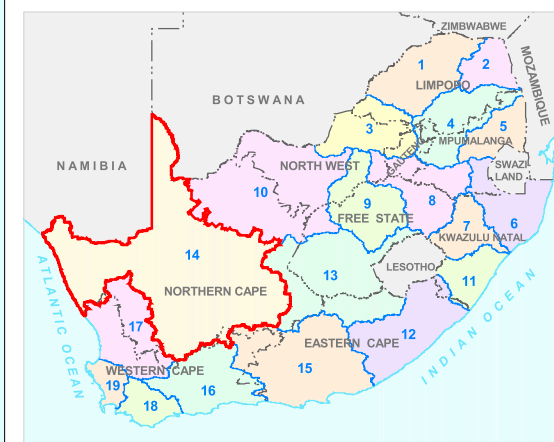 ZIMBWABWE
1
2
LIMPOPO
MOZAMBIQUE
BOTSWANA
3
4
5
GAUTENG
MPUMALANGA
NAMIBIA
NORTH WEST
SWAZI
LAND
10
9
8
6
FREE STATE
7
KWAZULU NATAL
14
13
LESOTHO
11
NORTHERN CAPE
ATLANTIC OCEAN
INDIAN OCEAN
17
12
EASTERN CAPE
WESTERN CAPE
15
19
16
18